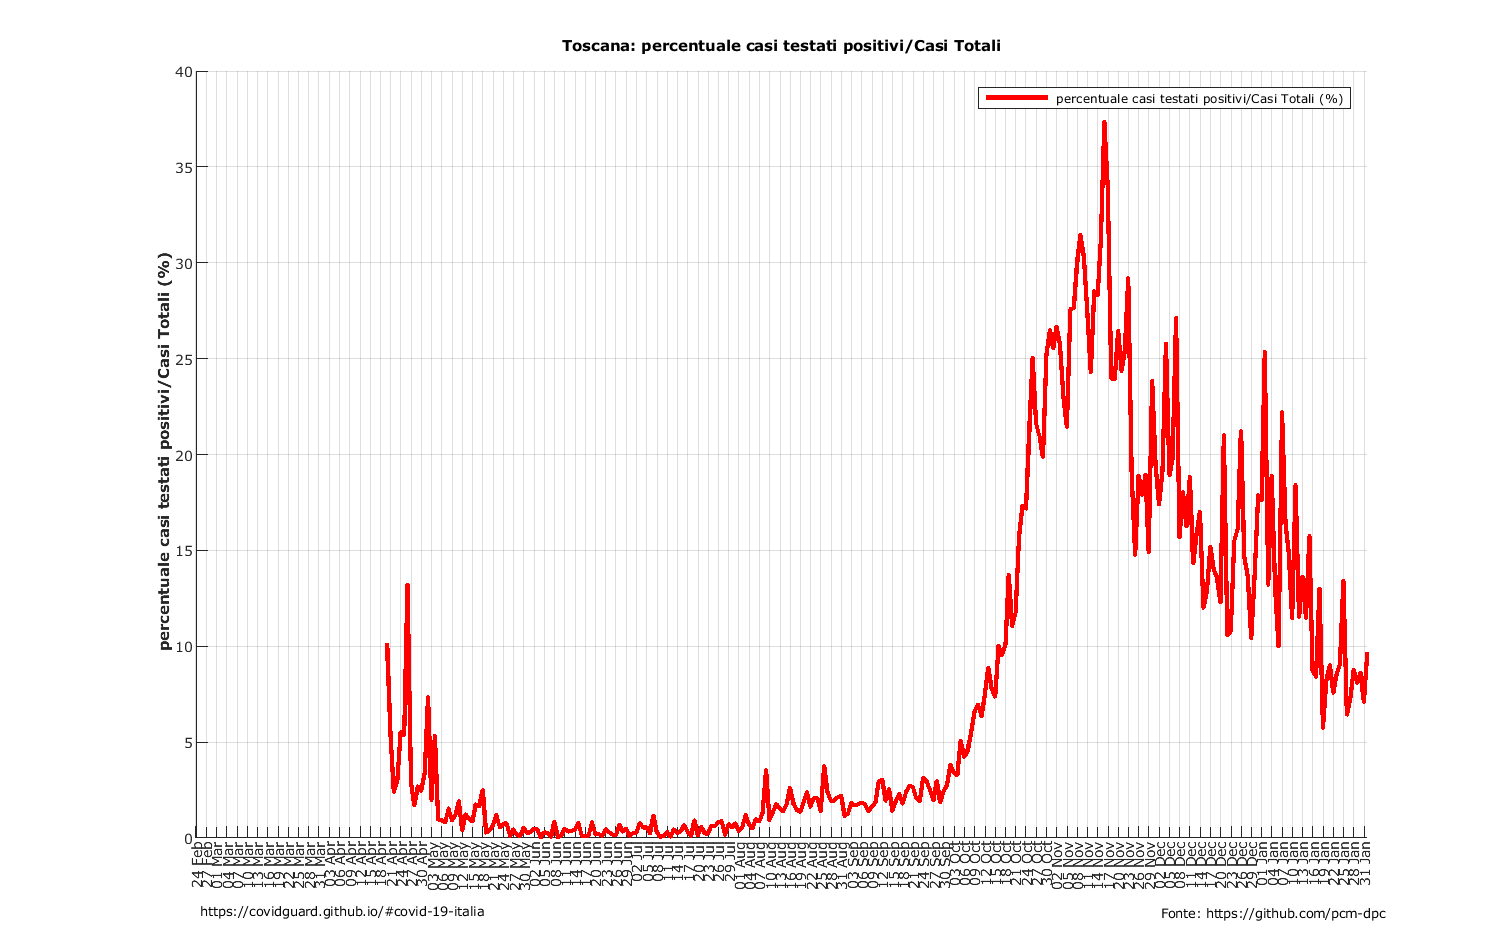 Toscana: percentuale casi testati positivi/Casi Totali
percentuale casi testati positivi/Casi Totali (%)
percentuale casi testati positivi/Casi Totali (%)
40
35
30
25
20
15
10
5
0
24 Feb
27 Feb
01 Mar
04 Mar
07 Mar
10 Mar
13 Mar
16 Mar
19 Mar
22 Mar
25 Mar
28 Mar
31 Mar
03 Apr
06 Apr
09 Apr
12 Apr
15 Apr
18 Apr
21 Apr
24 Apr
27 Apr
30 Apr
03 May
06 May
09 May
12 May
15 May
18 May
21 May
24 May
27 May
30 May
02 Jun
05 Jun
08 Jun
11 Jun
14 Jun
17 Jun
20 Jun
23 Jun
26 Jun
29 Jun
02 Jul
05 Jul
08 Jul
11 Jul
14 Jul
17 Jul
20 Jul
23 Jul
26 Jul
29 Jul
01 Aug
04 Aug
07 Aug
10 Aug
13 Aug
16 Aug
19 Aug
22 Aug
25 Aug
28 Aug
31 Aug
03 Sep
06 Sep
09 Sep
12 Sep
15 Sep
18 Sep
21 Sep
24 Sep
27 Sep
30 Sep
03 Oct
06 Oct
09 Oct
12 Oct
15 Oct
18 Oct
21 Oct
24 Oct
27 Oct
30 Oct
02 Nov
05 Nov
08 Nov
11 Nov
14 Nov
17 Nov
20 Nov
23 Nov
26 Nov
29 Nov
02 Dec
05 Dec
08 Dec
11 Dec
14 Dec
17 Dec
20 Dec
23 Dec
26 Dec
29 Dec
01 Jan
04 Jan
07 Jan
10 Jan
13 Jan
16 Jan
19 Jan
22 Jan
25 Jan
28 Jan
31 Jan
https://covidguard.github.io/#covid-19-italia
Fonte: https://github.com/pcm-dpc